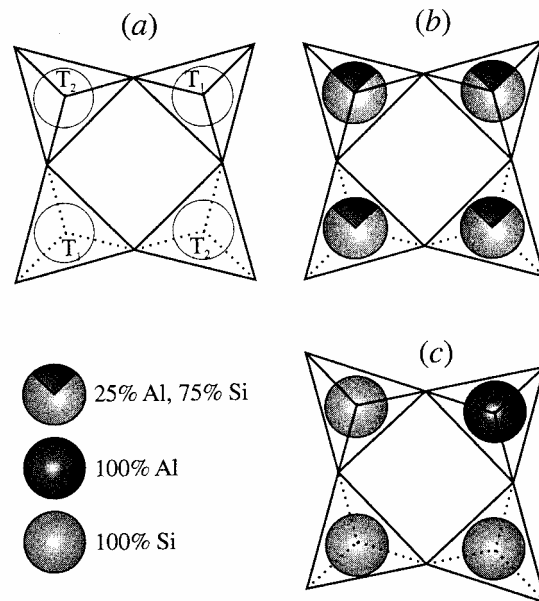 (a)
(b)
T₂ T₁
T₁ T₂
25% Al, 75% Si
100% Al
100% Si
(c)